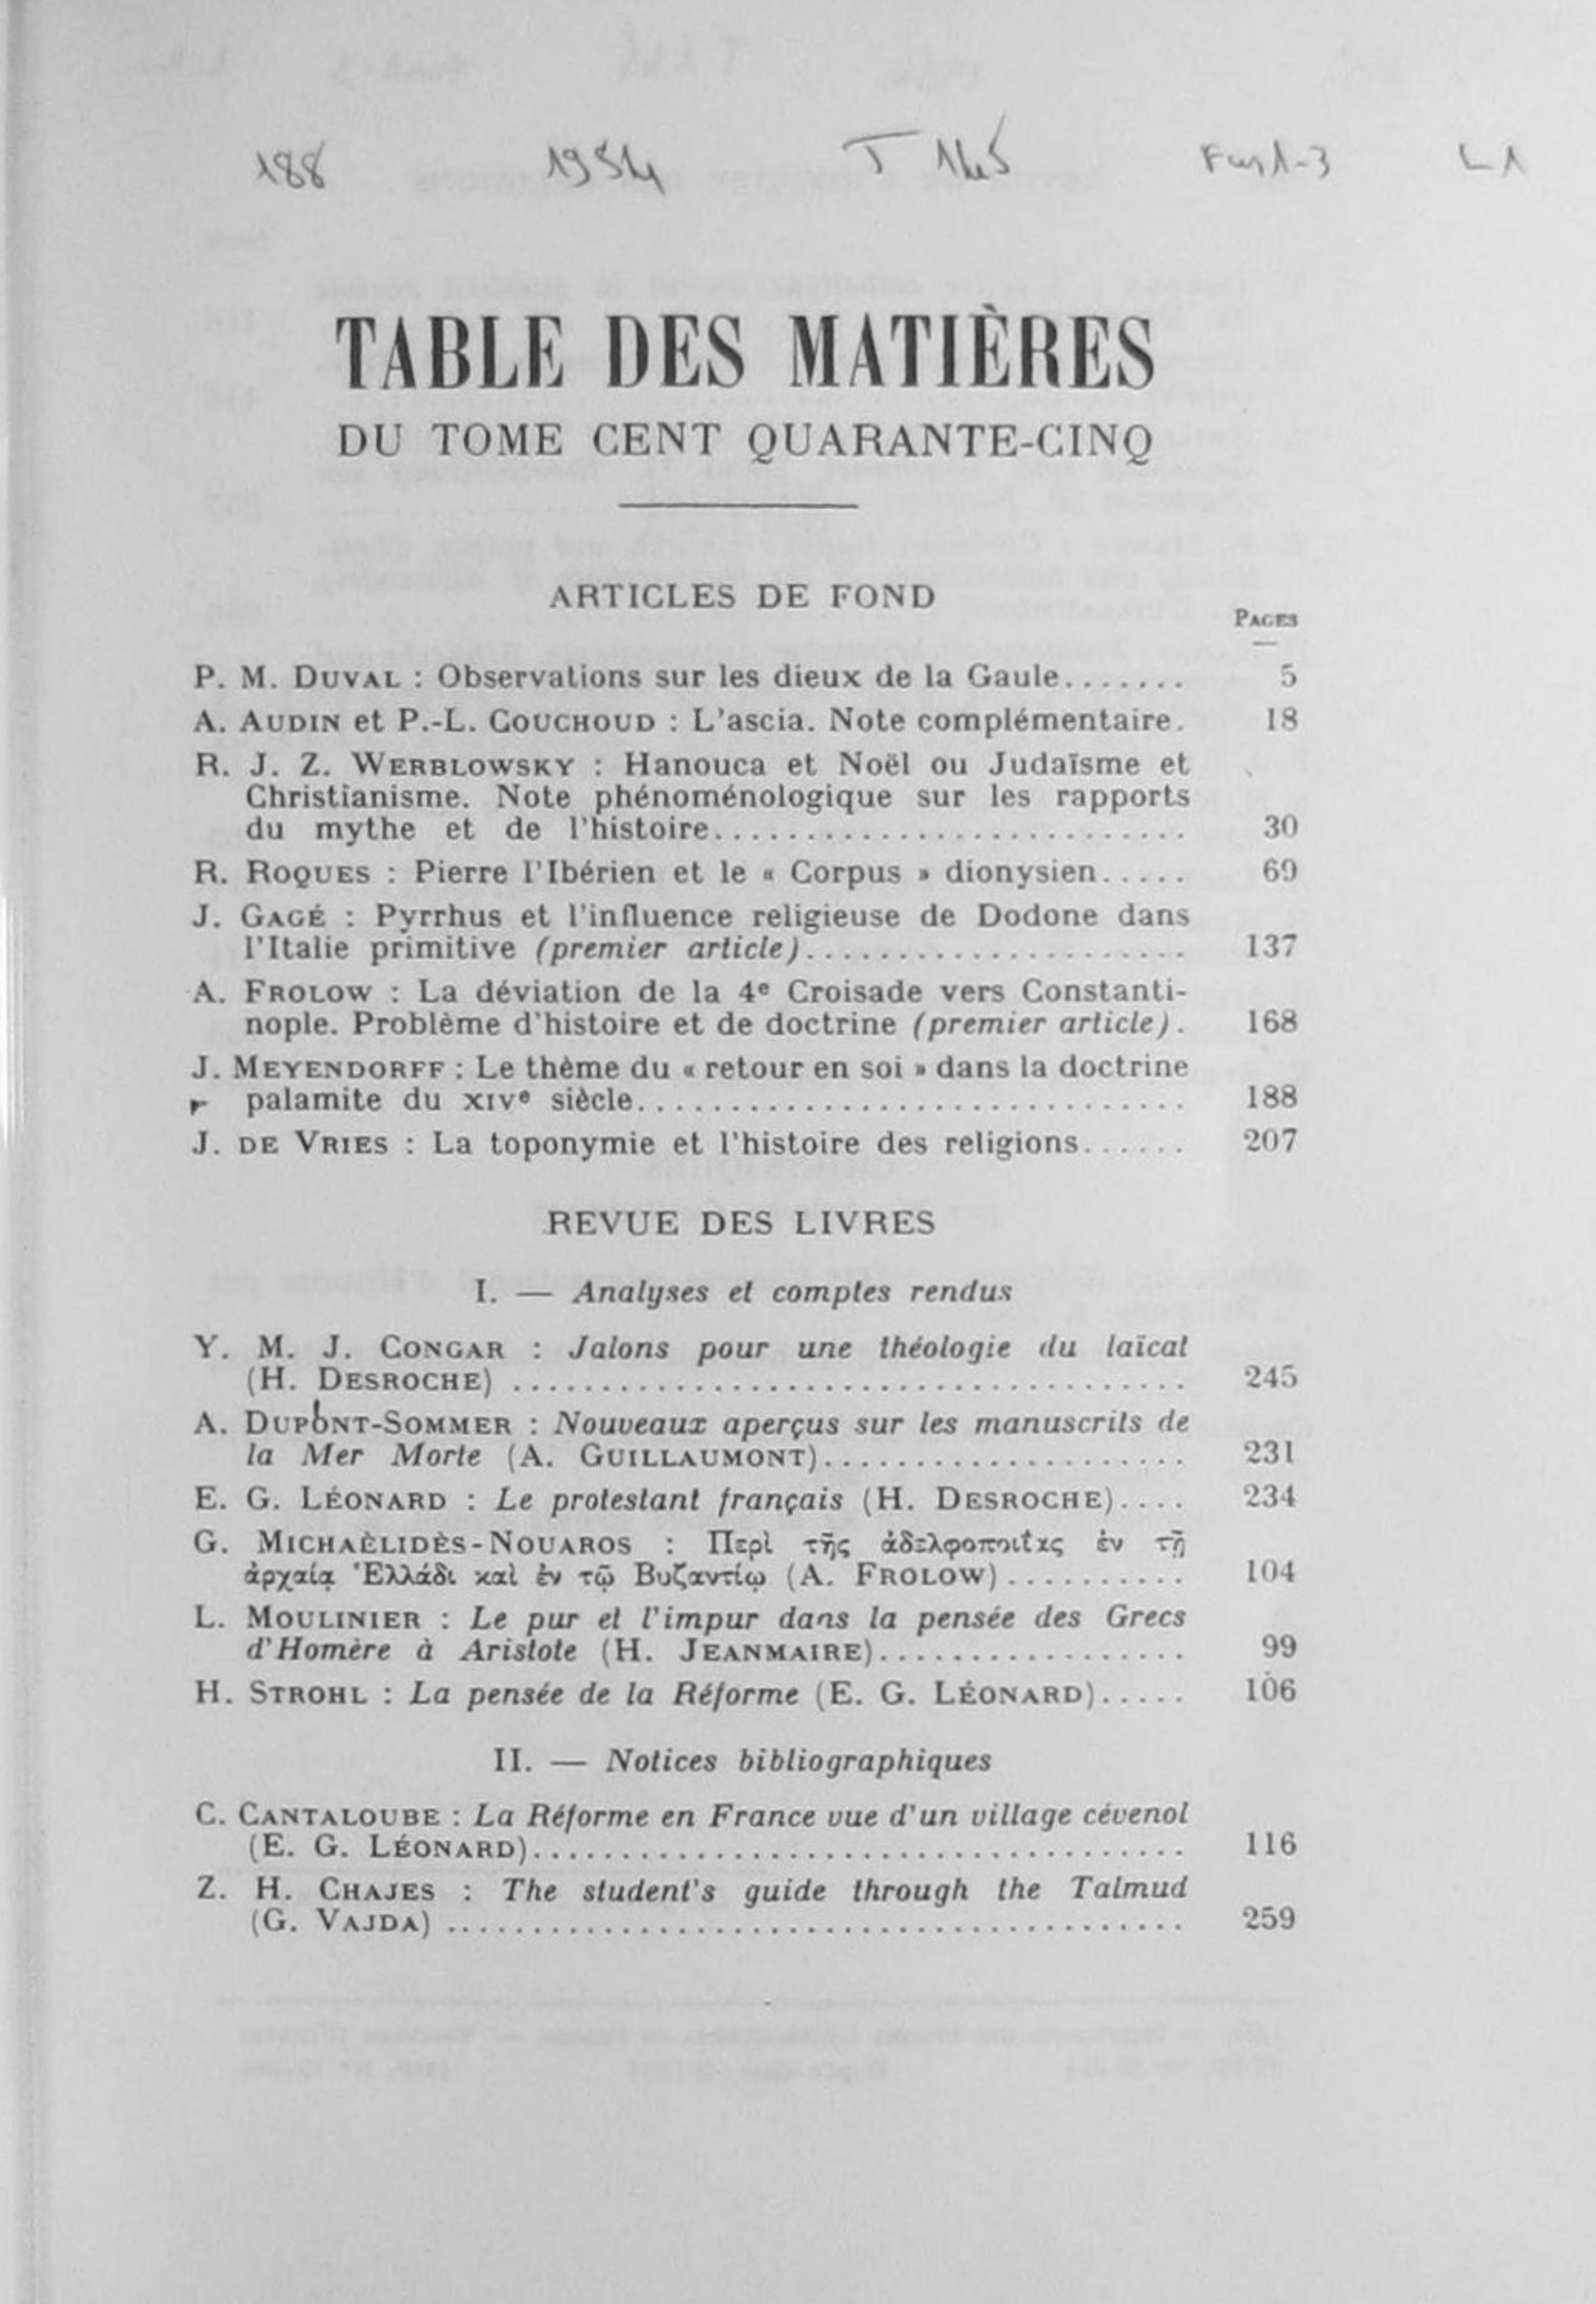 188 1954 T 145 L1
TABLE DES MATIÈRES
DU TOME CENT QUARANTE-CINQ
ARTICLES DE FOND
PAGES
P. M. DUVAL : Observations sur les dieux de la Gaule....... 5
A. AUDIN et P.-L. COUCHOUD : L'ascia. Note complémentaire. 18
R. J. Z. WERBLOWSKY : Hanouca et Noël ou Judaïsme et
Christianisme. Note phénoménologique sur les rapports
du mythe et de l'histoire.......................... 30
R. ROQUES : Pierre l'Ibérien et le « Corpus » dionysien..... 69
J. GAGÉ : Pyrrhus et l'influence religieuse de Dodone dans
l'Italie primitive (premier article)..................... 137
A. FROLOW : La déviation de la 4e Croisade vers Constanti-
nople. Problème d'histoire et de doctrine (premier article). 168
J. MEYENDORFF : Le thème du « retour en soi » dans la doctrine
palamite du XIVe siècle.............................. 188
J. DE VRIES : La toponymie et l'histoire des religions...... 207
REVUE DES LIVRES
I. — Analyses et comptes rendus
Y. M. J. CONGAR : Jalons pour une théologie du laïcat
(H. DESROCHE) ..................................... 245
A. DUPONT-SOMMER : Nouveaux aperçus sur les manuscrits de
la Mer Morte (A. GUILLAUMONT).................... 231
E. G. LÉONARD : Le protestant français (H. DESROCHE).... 234
G. MICHAÈLIDÈS-NOUAROS : Περὶ τῆς ἀδελφοποιΐας ἐν τῇ
ἀρχαίᾳ Ἑλλάδι καὶ ἐν τῷ Βυζαντίῳ (A. FROLOW).......... 104
L. MOULINIER : Le pur et l'impur dans la pensée des Grecs
d'Homère à Aristote (H. JEANMAIRE)................. 99
H. STROHL : La pensée de la Réforme (E. G. LÉONARD)..... 106
II. — Notices bibliographiques
C. CANTALOUBE : La Réforme en France vue d'un village cévenol
(E. G. LÉONARD).................................... 116
Z. H. CHAJES : The student's guide through the Talmud
(G. VAJDA) ......................................... 259